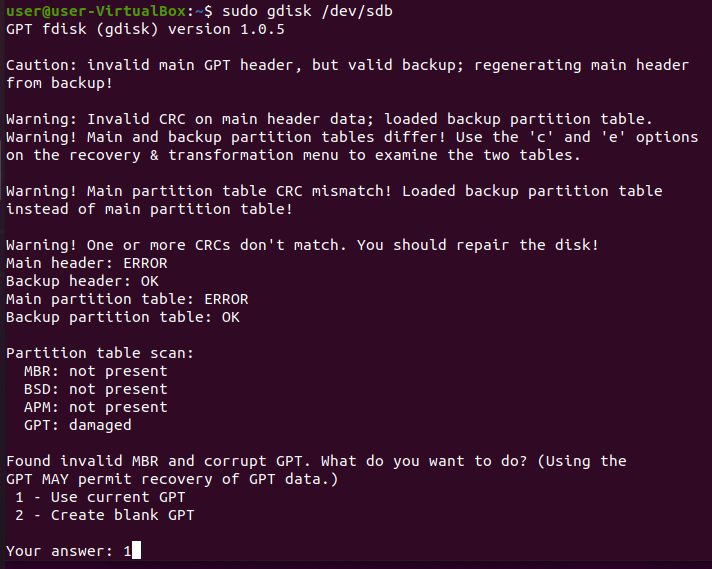 user@user-VirtualBox:~$ sudo gdisk /dev/sdb
GPT fdisk (gdisk) version 1.0.5
Caution: invalid main GPT header, but valid backup; regenerating main header
from backup!
Warning: Invalid CRC on main header data; loaded backup partition table.
Warning! Main and backup partition tables differ! Use the 'c' and 'e' options
on the recovery & transformation menu to examine the two tables.
Warning! Main partition table CRC mismatch! Loaded backup partition table
instead of main partition table!
Warning! One or more CRCs don't match. You should repair the disk!
Main header: ERROR
Backup header: OK
Main partition table: ERROR
Backup partition table: OK
Partition table scan:
  MBR: not present
  BSD: not present
  APM: not present
  GPT: damaged
Found invalid MBR and corrupt GPT. What do you want to do? (Using the
GPT MAY permit recovery of GPT data.)
 1 - Use current GPT
 2 - Create blank GPT
Your answer: 1